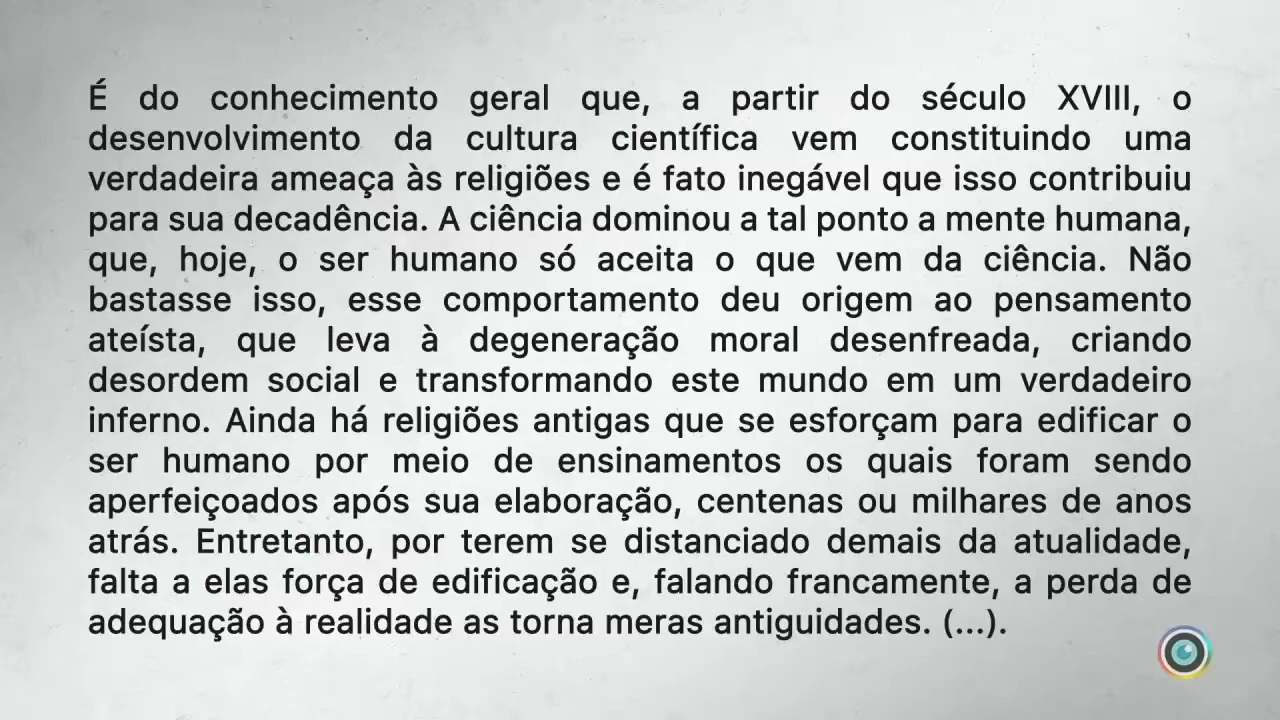 É do conhecimento geral que, a partir do século XVIII, o
desenvolvimento da cultura científica vem constituindo uma
verdadeira ameaça às religiões e é fato inegável que isso contribuiu
para sua decadência. A ciência dominou a tal ponto a mente humana,
que, hoje, o ser humano só aceita o que vem da ciência. Não
bastasse isso, esse comportamento deu origem ao pensamento
ateísta, que leva à degeneração moral desenfreada, criando
desordem social e transformando este mundo em um verdadeiro
inferno. Ainda há religiões antigas que se esforçam para edificar o
ser humano por meio de ensinamentos os quais foram sendo
aperfeiçoados após sua elaboração, centenas ou milhares de anos
atrás. Entretanto, por terem se distanciado demais da atualidade,
falta a elas força de edificação e, falando francamente, a perda de
adequação à realidade as torna meras antiguidades. (...).